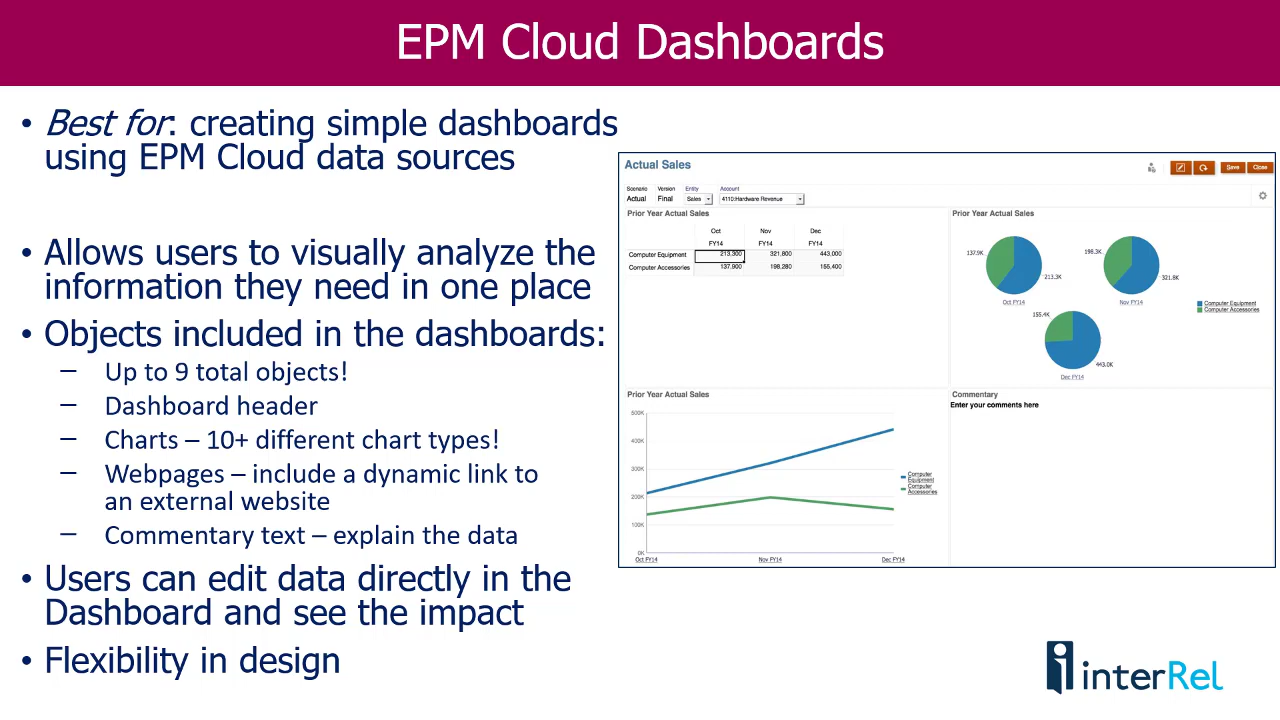 EPM Cloud Dashboards
• Best for: creating simple dashboards
using EPM Cloud data sources
• Allows users to visually analyze the
information they need in one place
• Objects included in the dashboards:
– Up to 9 total objects!
– Dashboard header
– Charts – 10+ different chart types!
– Webpages – include a dynamic link to
an external website
– Commentary text – explain the data
• Users can edit data directly in the
Dashboard and see the impact
• Flexibility in design
Actual Sales
Save Close
Scenario Version Entity Account
Actual Final Sales 4110:Hardware Revenue
Prior Year Actual Sales
Oct Nov Dec
FY14 FY14 FY14
Computer Equipment 213,300 321,800 443,000
Computer Accessories 137,900 198,280 155,400
Prior Year Actual Sales
137.9K
213.3K
Oct FY14
198.3K
321.8K
Nov FY14
155.4K
443.0K
Dec FY14
Computer Equipment
Computer Accessories
Prior Year Actual Sales
500K
400K
300K
200K
100K
0K
Oct FY14 Nov FY14 Dec FY14
Computer
Equipment
Computer
Accessories
Commentary
Enter your comments here
interRel